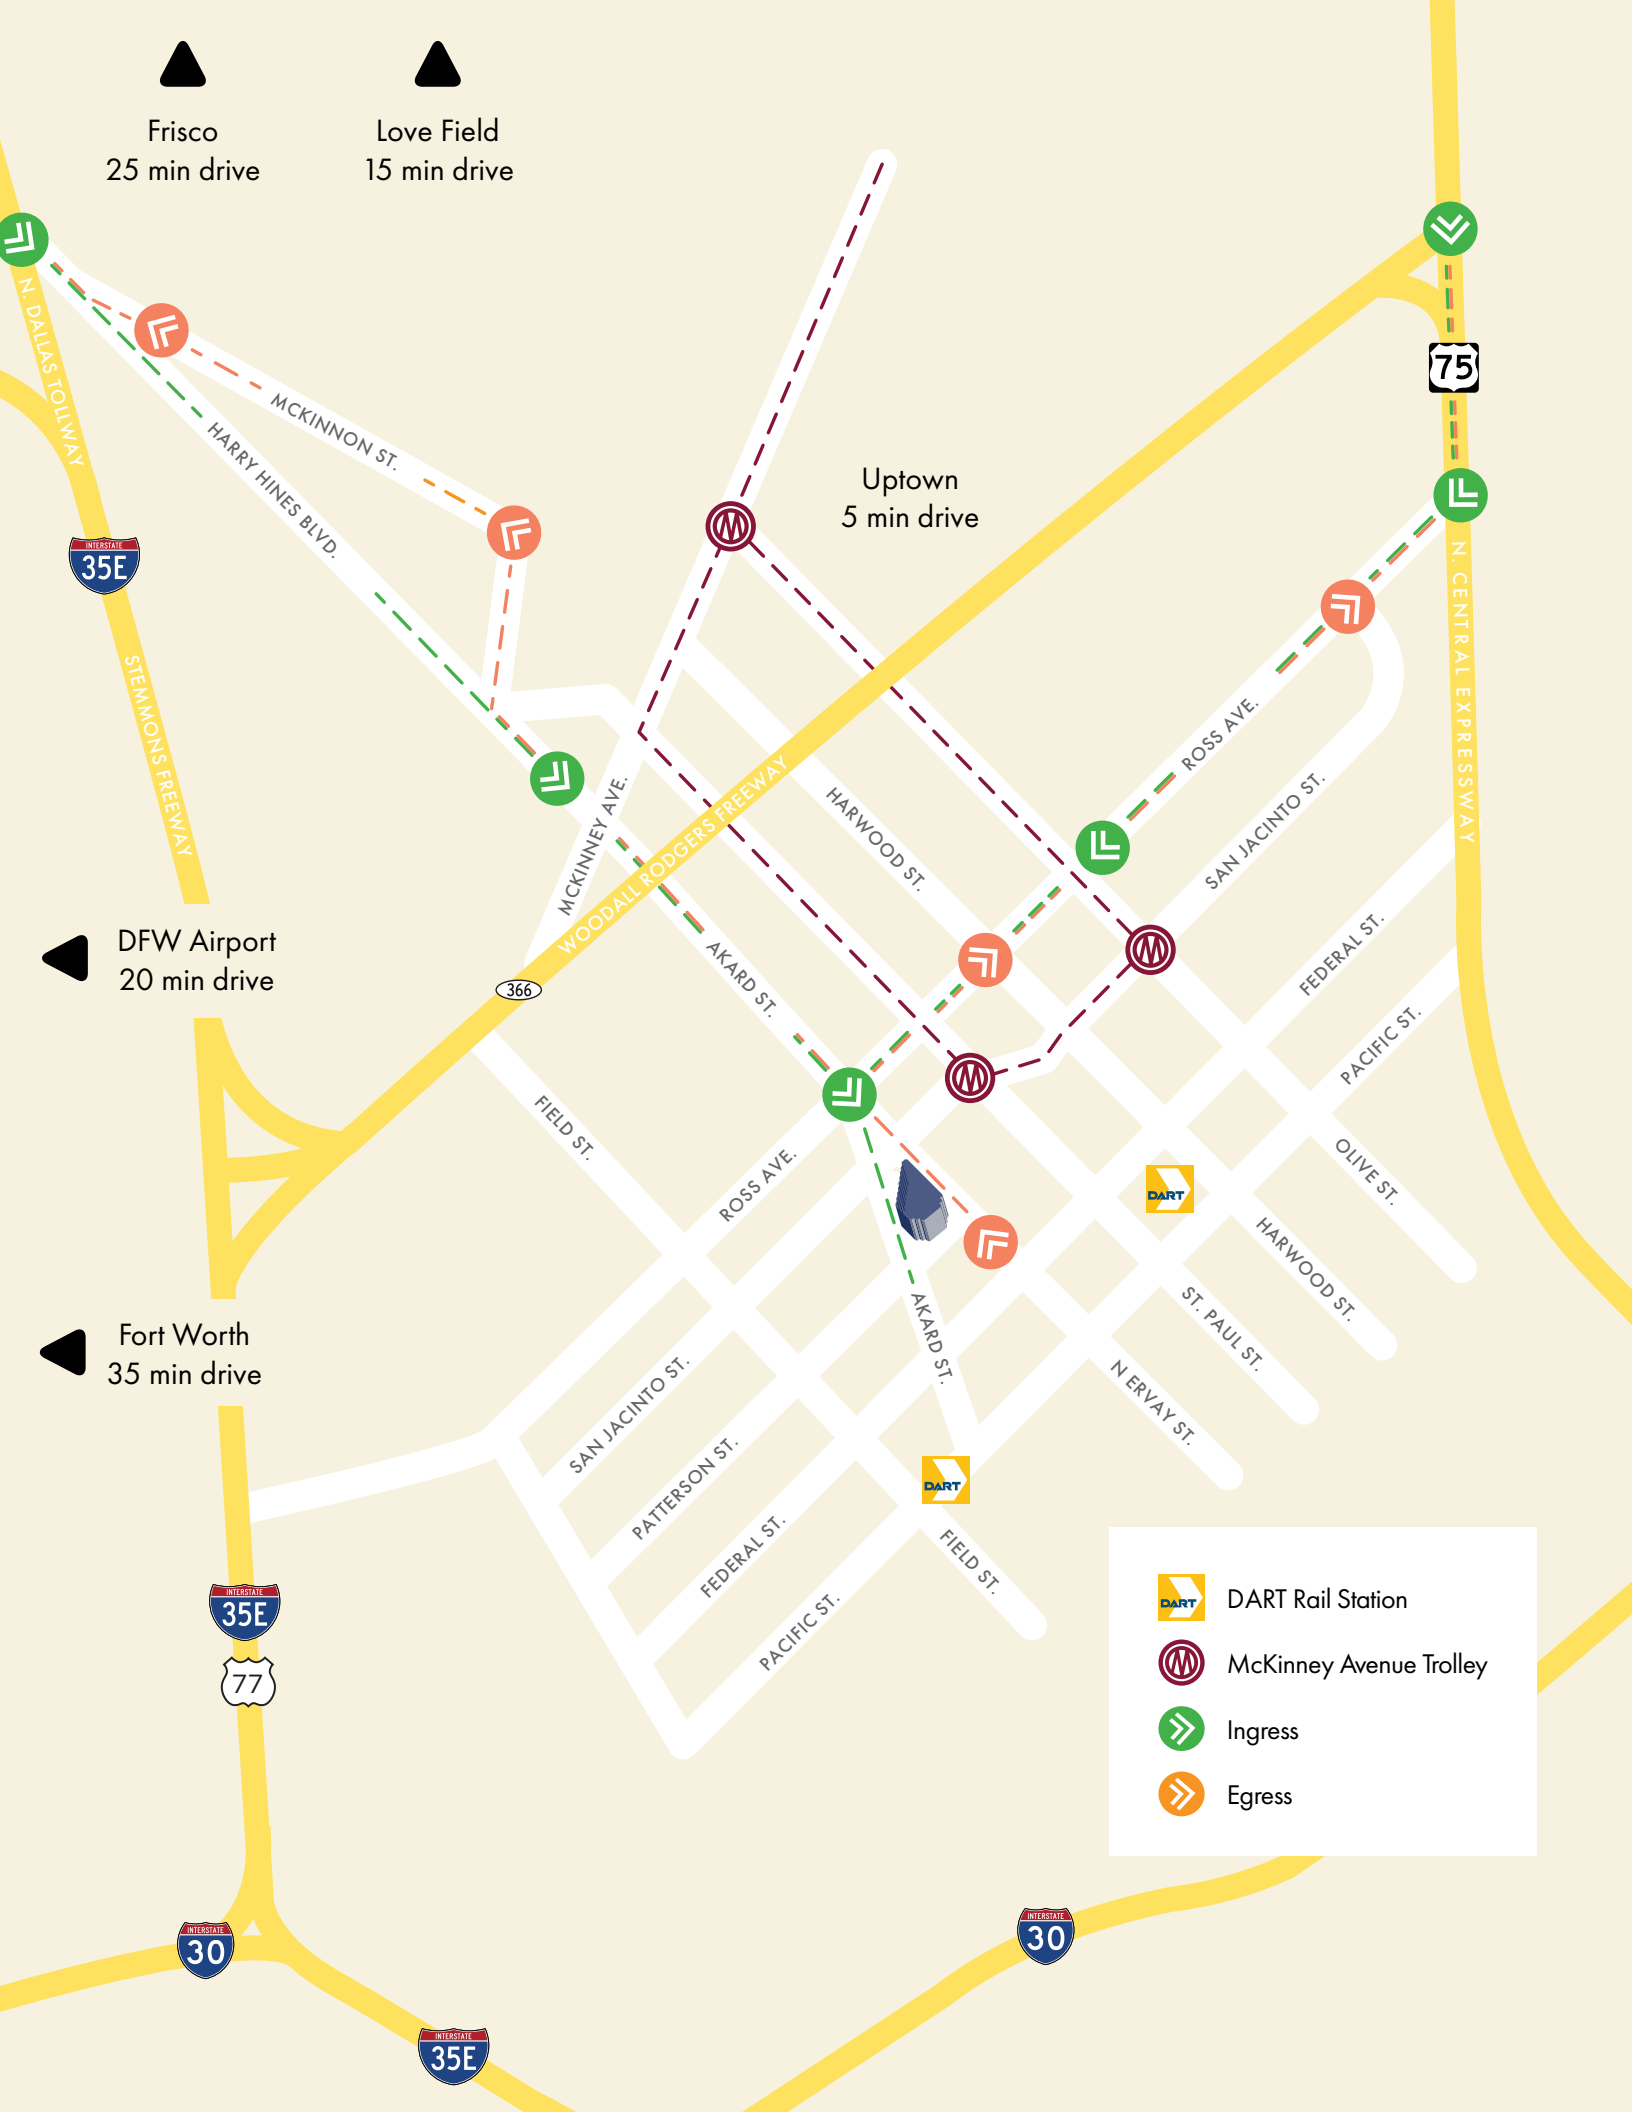 Frisco
25 min drive
Love Field
15 min drive
N. DALLAS TOLLWAY
75
MCKINNON ST.
HARRY HINES BLVD.
Uptown
5 min drive
INTERSTATE
35E
N. CENTRAL EXPRESSWAY
STEMMONS FREEWAY
ROSS AVE.
MCKINNEY AVE.
WOODALL RODGERS FREEWAY
HARWOOD ST.
SAN JACINTO ST.
DFW Airport
20 min drive
366
AKARD ST.
FEDERAL ST.
PACIFIC ST.
FIELD ST.
ROSS AVE.
DART
OLIVE ST.
HARWOOD ST.
ST. PAUL ST.
AKARD ST.
N ERVAY ST.
Fort Worth
35 min drive
SAN JACINTO ST.
PATTERSON ST.
FEDERAL ST.
PACIFIC ST.
DART
FIELD ST.
DART
DART Rail Station
McKinney Avenue Trolley
Ingress
Egress
INTERSTATE
35E
77
INTERSTATE
30
INTERSTATE
30
INTERSTATE
35E